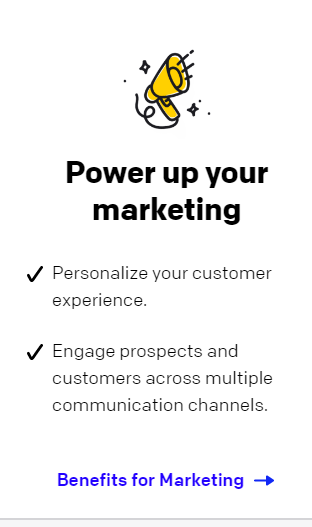 Power up your
marketing
Personalize your customer
experience.
Engage prospects and
customers across multiple
communication channels.
Benefits for Marketing